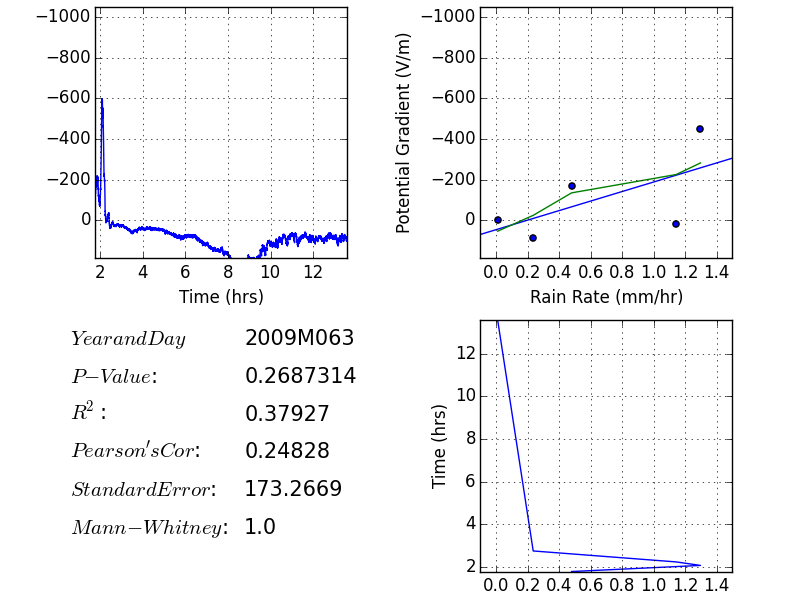 −1000
−800
−600
−400
−200
0
2 4 6 8 10 12
Time (hrs)
Potential Gradient (V/m)
−1000
−800
−600
−400
−200
0
0.0 0.2 0.4 0.6 0.8 1.0 1.2 1.4
Rain Rate (mm/hr)
YearandDay 2009M063
P−Value: 0.2687314
R²: 0.37927
Pearson'sCor: 0.24828
StandardError: 173.2669
Mann−Whitney: 1.0
Time (hrs)
12
10
8
6
4
2
0.0 0.2 0.4 0.6 0.8 1.0 1.2 1.4